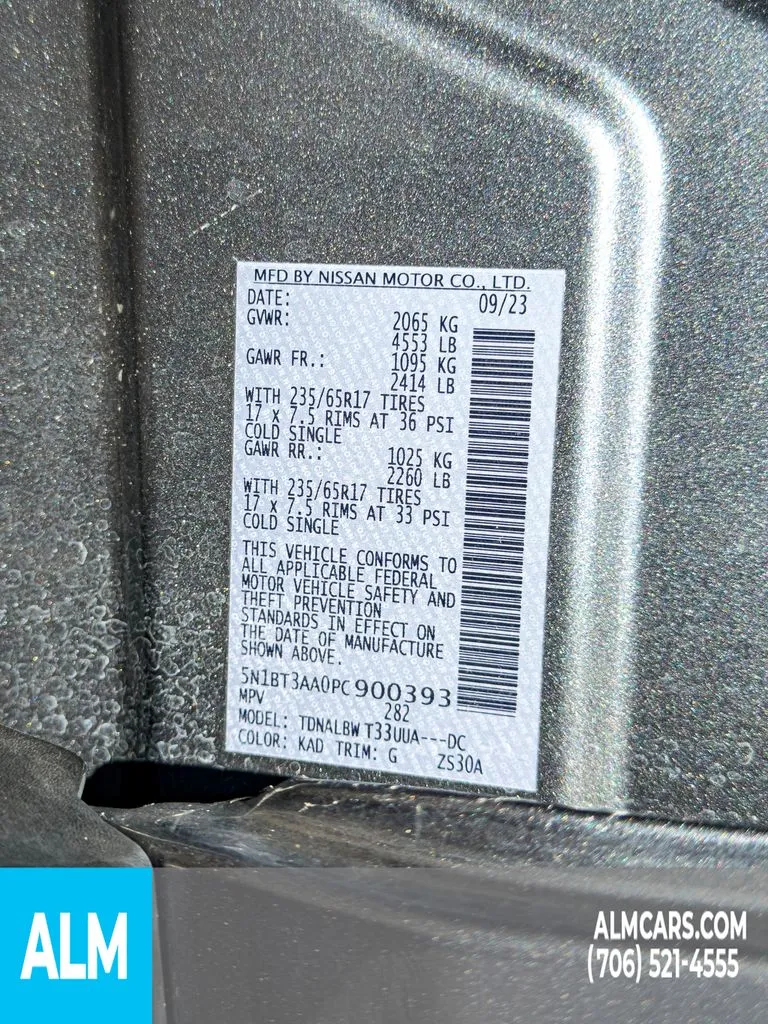 MFD BY NISSAN MOTOR CO., LTD.
DATE: 09/23
GVWR: 2065 KG
4553 LB
GAWR FR.: 1095 KG
2414 LB
WITH 235/65R17 TIRES
17 x 7.5 RIMS AT 36 PSI
COLD SINGLE
GAWR RR.: 1025 KG
2260 LB
WITH 235/65R17 TIRES
17 x 7.5 RIMS AT 33 PSI
COLD SINGLE
THIS VEHICLE CONFORMS TO
ALL APPLICABLE FEDERAL
MOTOR VEHICLE SAFETY AND
THEFT PREVENTION
STANDARDS IN EFFECT ON
THE DATE OF MANUFACTURE
SHOWN ABOVE.
5N1BT3AA0PC900393
MPV 282
MODEL: TDNALBW T33UUA---DC
COLOR: KAD TRIM: G ZS30A
ALM
ALMCARS.COM
(706) 521-4555